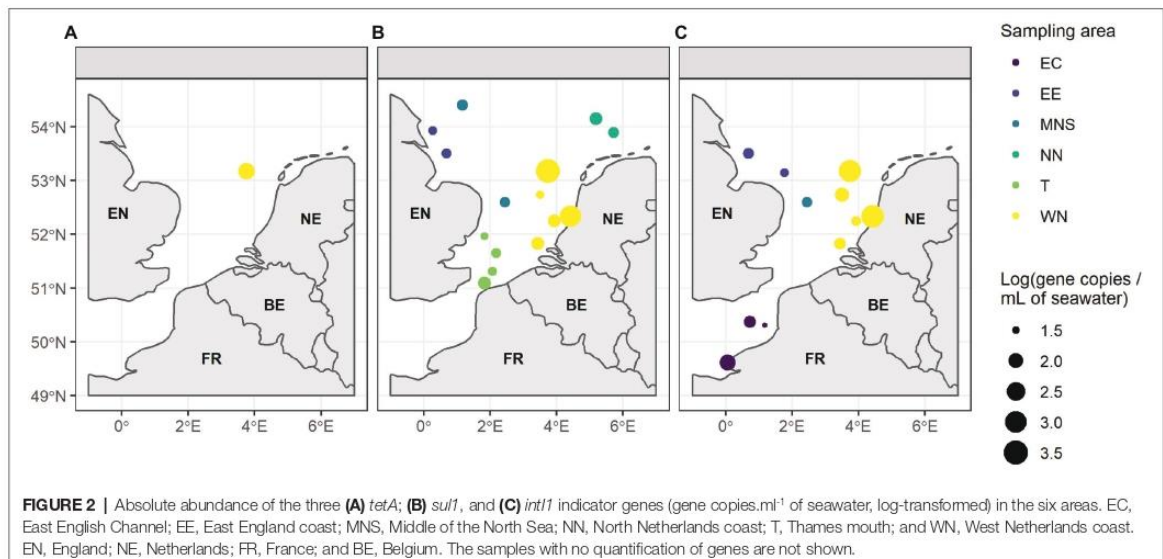 A
B
C
54°N
53°N
52°N
51°N
50°N
49°N
EN
NE
BE
FR
EN
NE
BE
FR
EN
NE
BE
FR
0° 2°E 4°E 6°E
0° 2°E 4°E 6°E
0° 2°E 4°E 6°E
Sampling area
EC
EE
MNS
NN
T
WN
Log(gene copies /
mL of seawater)
1.5
2.0
2.5
3.0
3.5
FIGURE 2 | Absolute abundance of the three (A) tetA; (B) sul1, and (C) intI1 indicator genes (gene copies.ml-1 of seawater, log-transformed) in the six areas. EC,
East English Channel; EE, East England coast; MNS, Middle of the North Sea; NN, North Netherlands coast; T, Thames mouth; and WN, West Netherlands coast.
EN, England; NE, Netherlands; FR, France; and BE, Belgium. The samples with no quantification of genes are not shown.